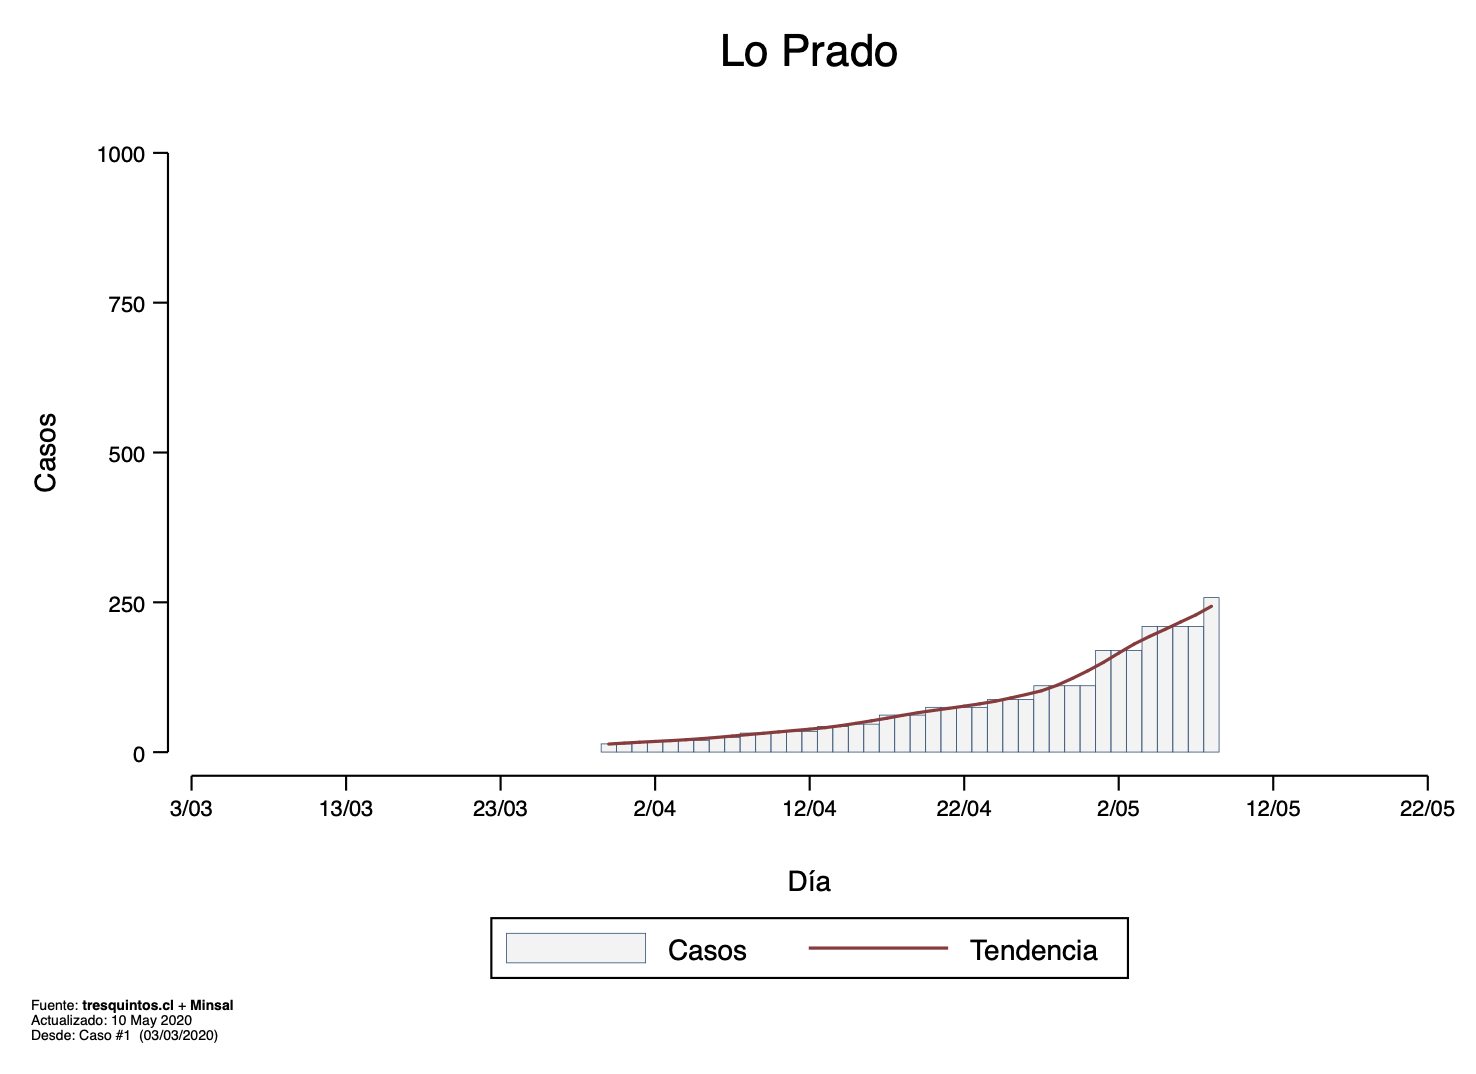 Lo Prado
1000
750
500
250
0
Casos
3/03 13/03 23/03 2/04 12/04 22/04 2/05 12/05 22/05
Día
Casos Tendencia
Fuente: tresquintos.cl + Minsal
Actualizado: 10 May 2020
Desde: Caso #1 (03/03/2020)